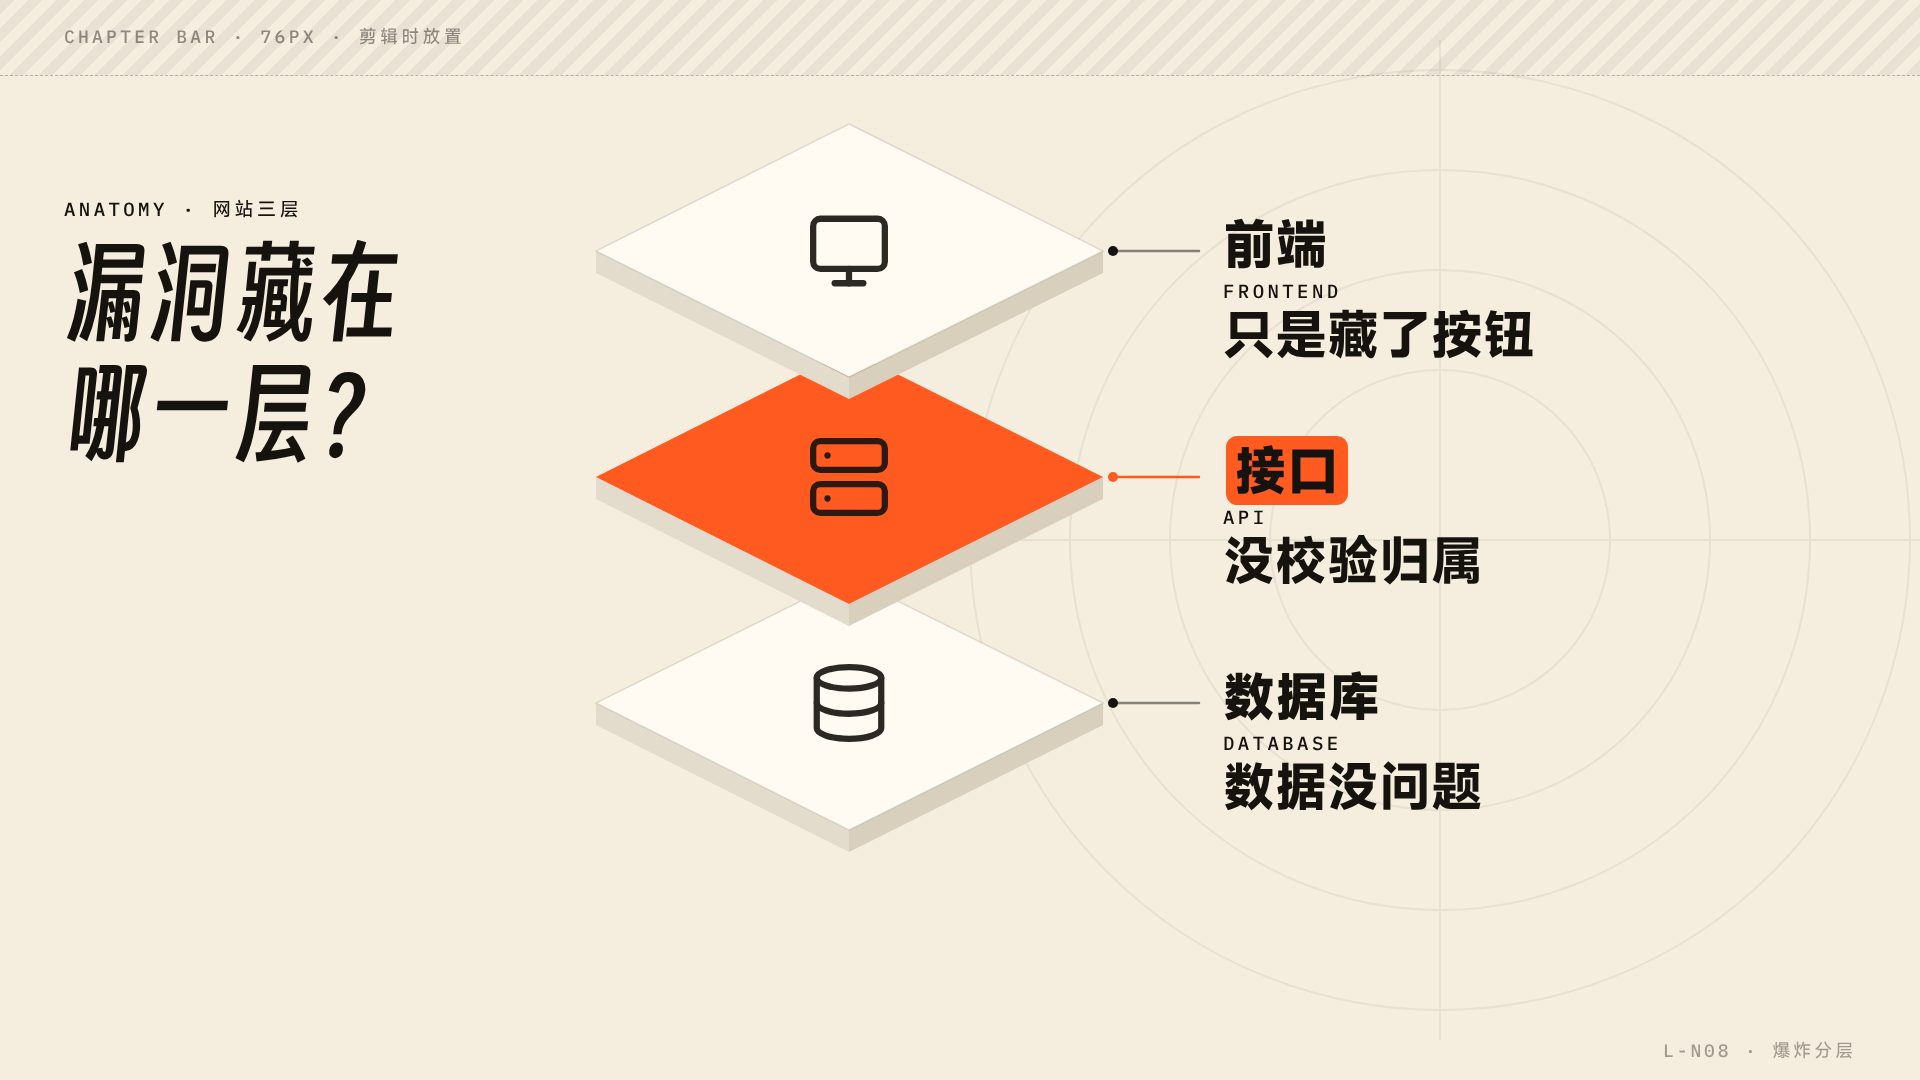 CHAPTER BAR · 76PX · 剪辑时放置
ANATOMY · 网站三层
漏洞藏在
哪一层？
前端
FRONTEND
只是藏了按钮
接口
API
没校验归属
数据库
DATABASE
数据没问题
L-N08 · 爆炸分层